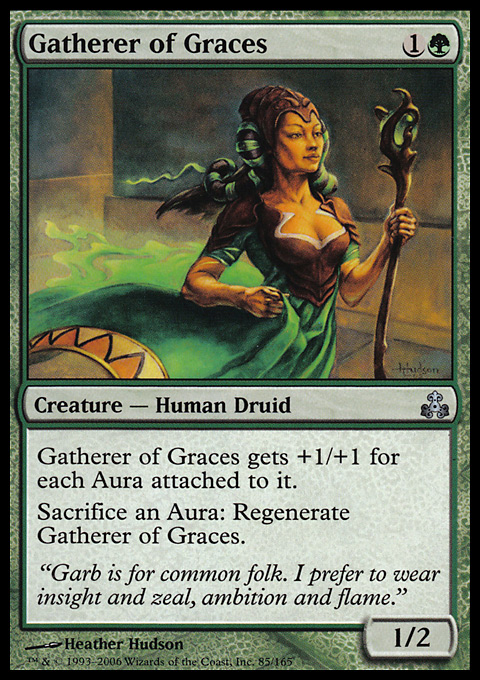 Gatherer of Graces 1
Hudson
Creature — Human Druid
Gatherer of Graces gets +1/+1 for
each Aura attached to it.
Sacrifice an Aura: Regenerate
Gatherer of Graces.
“Garb is for common folk. I prefer to wear
insight and zeal, ambition and flame.”
Heather Hudson
™ & © 1993–2006 Wizards of the Coast, Inc. 85/165
1/2